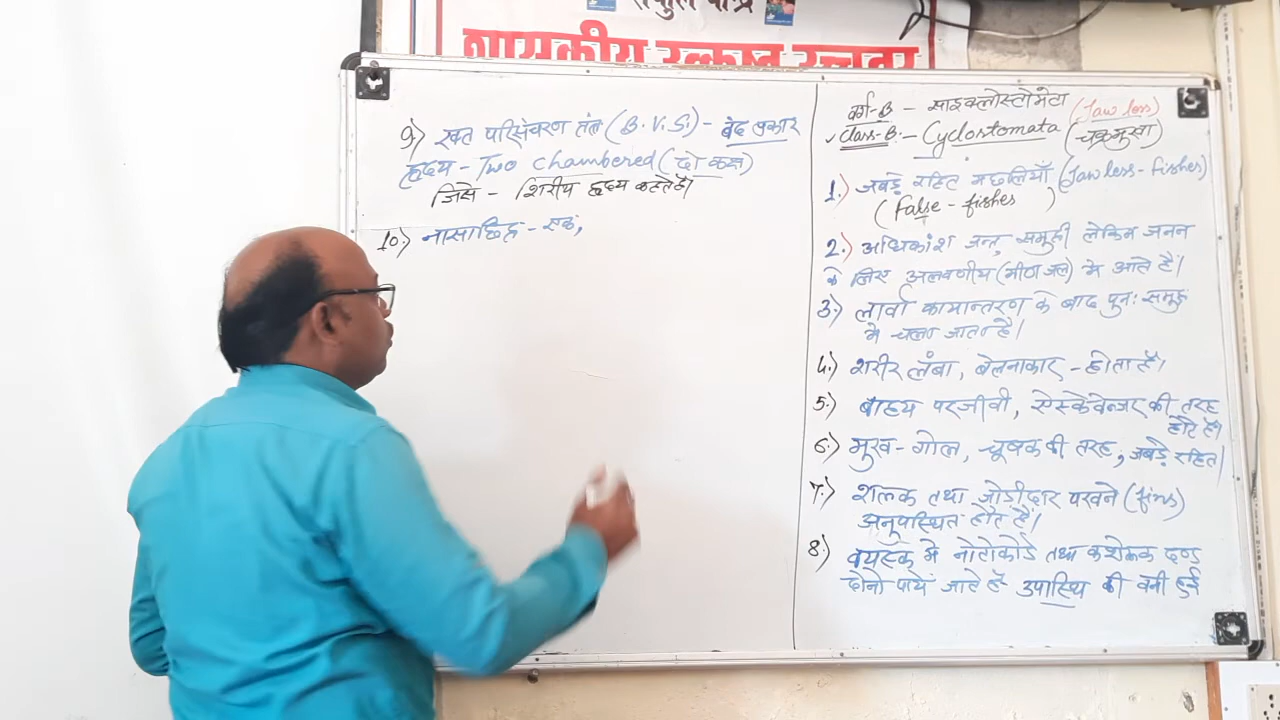 संकुल केन्द्र
शासकीय
वर्ग-B - साइक्लोस्टोमेटा (Jaw less)
Class-B:- Cyclostomata (चक्रमुखा)
1.) जबड़े रहित मछलियाँ (Jaw less-fishes)
(False-fishes)
2.) अधिकांश जन्तु समुद्री लेकिन जनन
के लिए अलवणीय (मीठा जल) मे आते है।
3.) लार्वा कायान्तरण के बाद पुनः समुद्र
मे चला जाता है।
4.) शरीर लंबा, बेलनाकार - होता है।
5.) बाह्य परजीवी, सेस्केवेन्जर की तरह
होते है।
6.) मुख - गोल, चूषक की तरह, जबड़े रहित।
7.) शल्क तथा जोड़ीदार पखने (fins)
अनुपस्थित होते है।
8.) वयस्क मे नोटोकोर्ड तथा कशेरूक दण्ड
दोनो पाये जाते है - उपास्थि की बनी हुई
9.) रक्त परिसंचरण तंत्र (B.V.S.) - बंद प्रकार
हृदय - Two chambered (दो कक्ष)
जिसे - शिरीय हृदय कहते है।
10.) नासाछिद्र - एक,